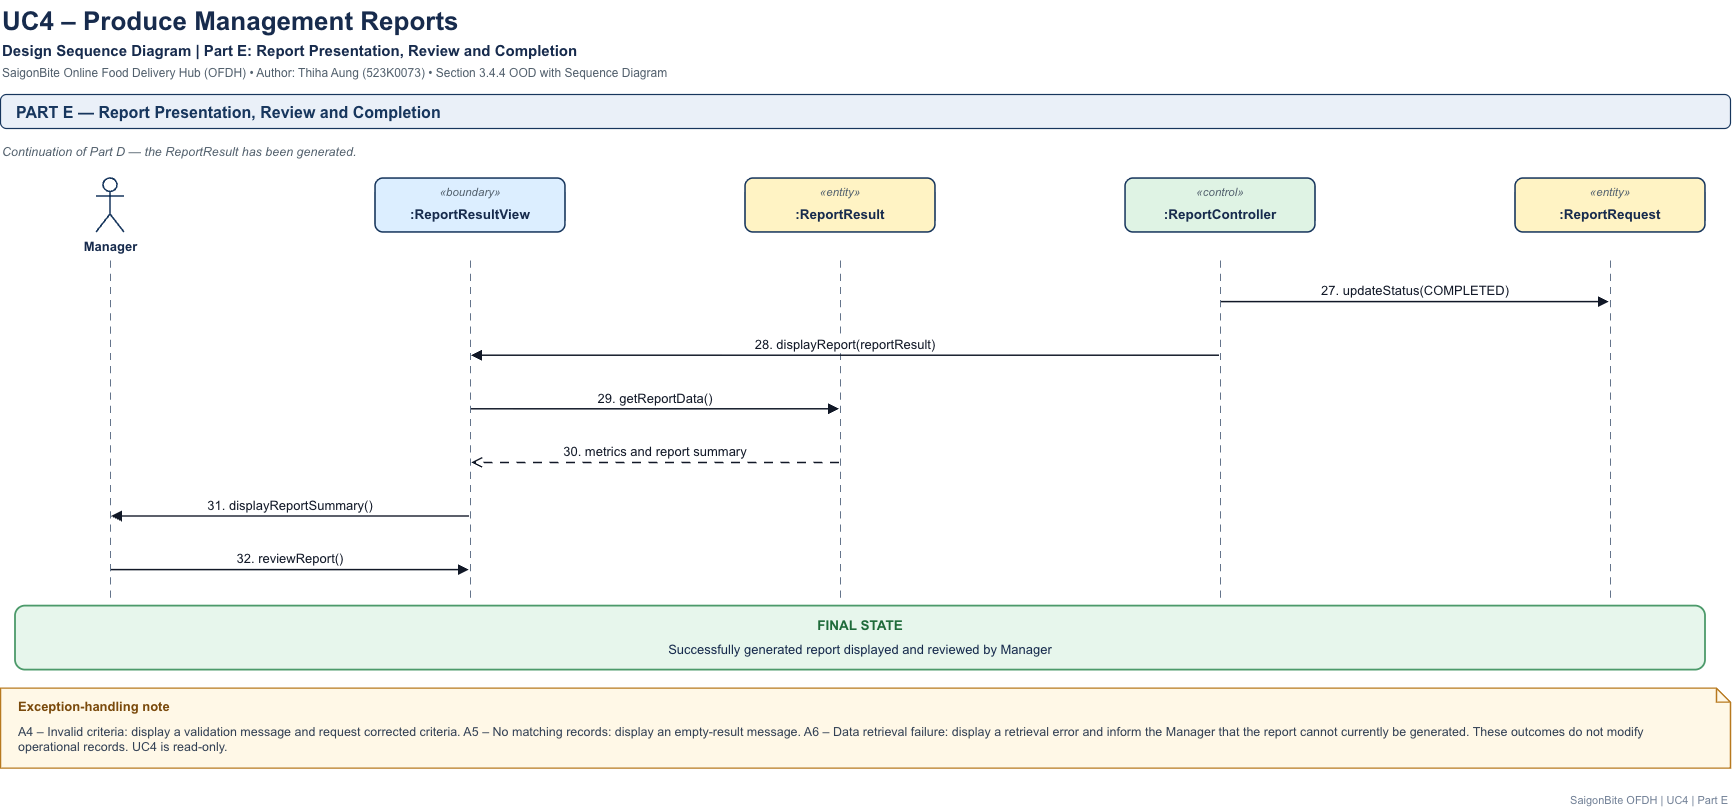 UC4 – Produce Management Reports
Design Sequence Diagram | Part E: Report Presentation, Review and Completion
SaigonBite Online Food Delivery Hub (OFDH) • Author: Thiha Aung (523K0073) • Section 3.4.4 OOD with Sequence Diagram
PART E — Report Presentation, Review and Completion
Continuation of Part D — the ReportResult has been generated.
Manager
«boundary»
:ReportResultView
«entity»
:ReportResult
«control»
:ReportController
«entity»
:ReportRequest
27. updateStatus(COMPLETED)
28. displayReport(reportResult)
29. getReportData()
30. metrics and report summary
31. displayReportSummary()
32. reviewReport()
FINAL STATE
Successfully generated report displayed and reviewed by Manager
Exception-handling note
A4 – Invalid criteria: display a validation message and request corrected criteria. A5 – No matching records: display an empty-result message. A6 – Data retrieval failure: display a retrieval error and inform the Manager that the report cannot currently be generated. These outcomes do not modify
operational records. UC4 is read-only.
SaigonBite OFDH | UC4 | Part E